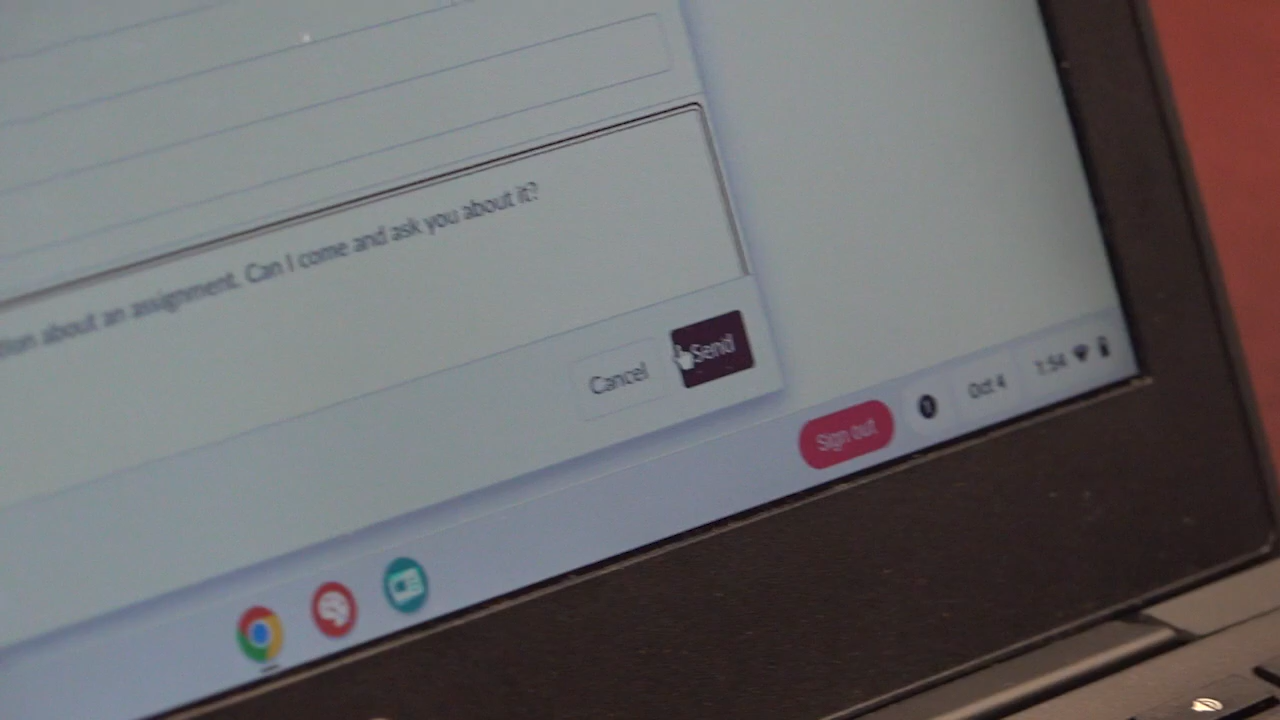 about an assignment. Can I come and ask you about it?
Cancel
Send
Sign out
Oct 4
1:54